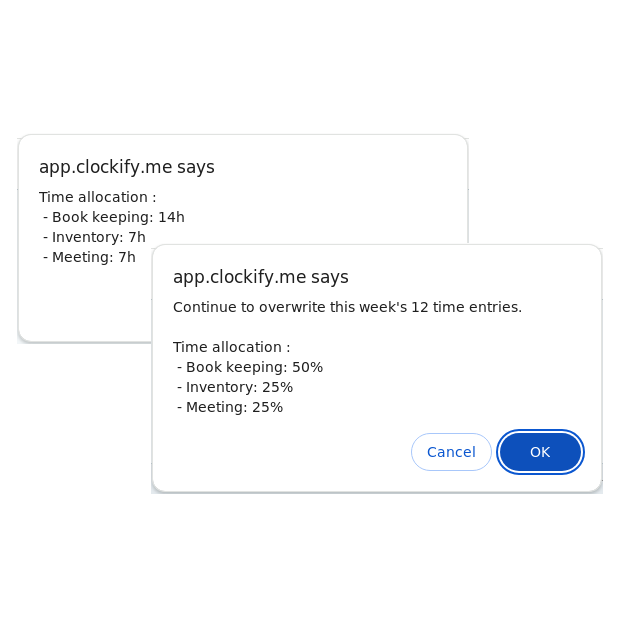 app.clockify.me says
Time allocation :
- Book keeping: 14h
- Inventory: 7h
- Meeting: 7h
app.clockify.me says
Continue to overwrite this week's 12 time entries.
Time allocation :
- Book keeping: 50%
- Inventory: 25%
- Meeting: 25%
Cancel
OK